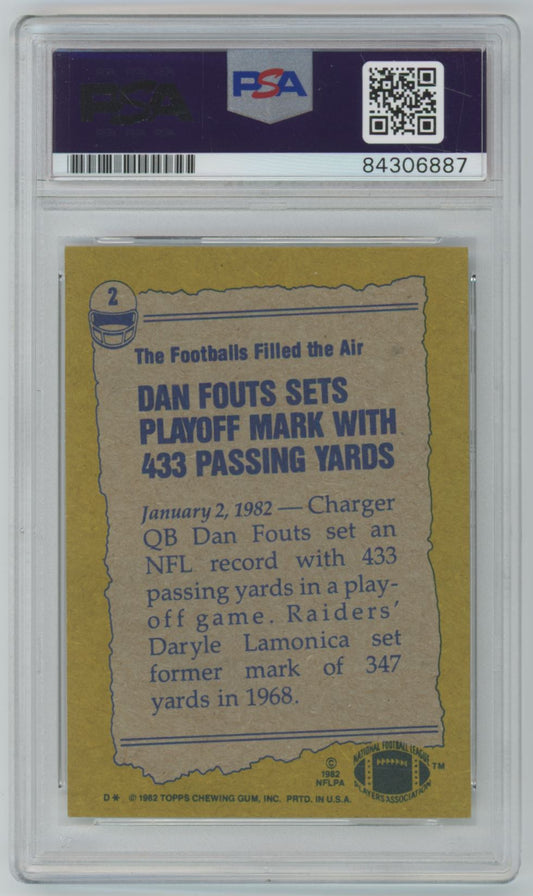 PSA
PSA
84306887
2
The Footballs Filled the Air
DAN FOUTS SETS
PLAYOFF MARK WITH
433 PASSING YARDS
January 2, 1982 — Charger
QB Dan Fouts set an
NFL record with 433
passing yards in a play-
off game. Raiders'
Daryle Lamonica set
former mark of 347
yards in 1968.
©
1982
NFLPA
NATIONAL FOOTBALL LEAGUE
PLAYERS ASSOCIATION
™
D* © 1982 TOPPS CHEWING GUM, INC. PRTD. IN U.S.A.